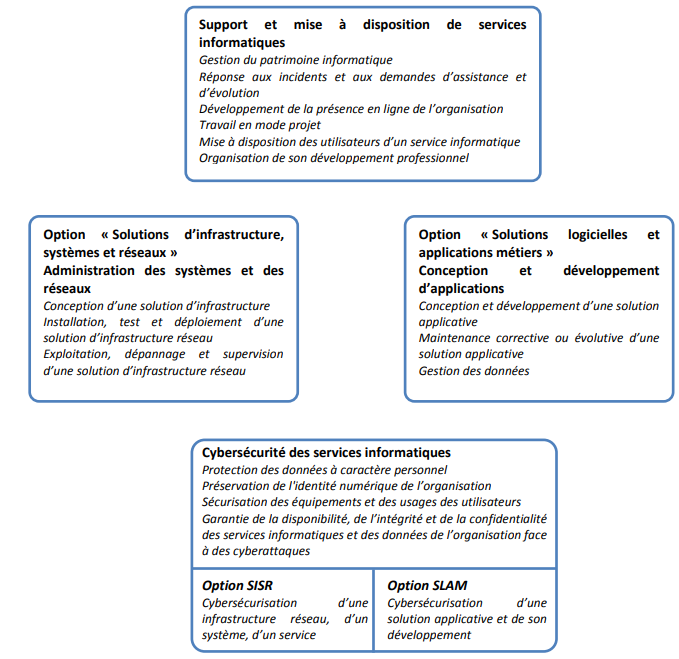 Support et mise à disposition de services
informatiques
Gestion du patrimoine informatique
Réponse aux incidents et aux demandes d’assistance et
d’évolution
Développement de la présence en ligne de l’organisation
Travail en mode projet
Mise à disposition des utilisateurs d’un service informatique
Organisation de son développement professionnel
Option « Solutions d’infrastructure,
systèmes et réseaux »
Administration des systèmes et des
réseaux
Conception d’une solution d’infrastructure
Installation, test et déploiement d’une
solution d’infrastructure réseau
Exploitation, dépannage et supervision
d’une solution d’infrastructure réseau
Option « Solutions logicielles et
applications métiers »
Conception et développement
d’applications
Conception et développement d’une solution
applicative
Maintenance corrective ou évolutive d’une
solution applicative
Gestion des données
Cybersécurité des services informatiques
Protection des données à caractère personnel
Préservation de l'identité numérique de l’organisation
Sécurisation des équipements et des usages des utilisateurs
Garantie de la disponibilité, de l’intégrité et de la confidentialité
des services informatiques et des données de l’organisation face
à des cyberattaques
Option SISR
Cybersécurisation d’une
infrastructure réseau, d’un
système, d’un service
Option SLAM
Cybersécurisation d’une
solution applicative et de son
développement